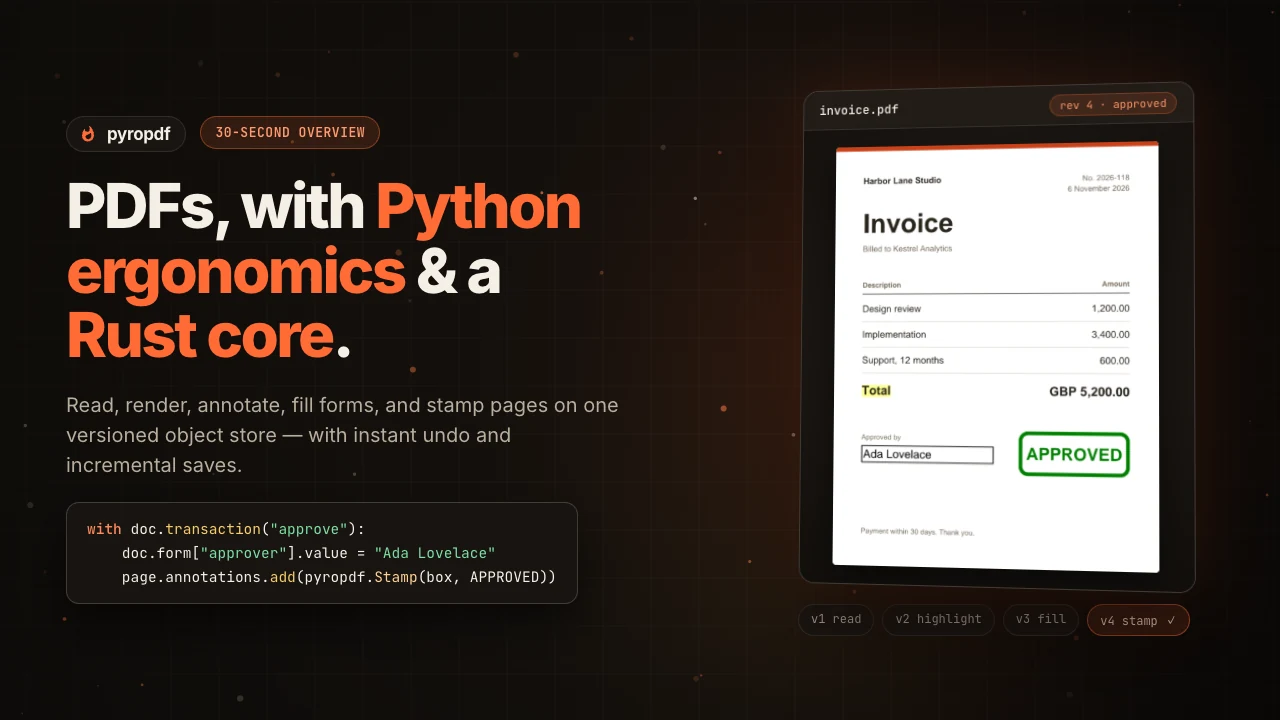 pyropdf
30-SECOND OVERVIEW
PDFs, with Python
ergonomics & a
Rust core.
Read, render, annotate, fill forms, and stamp pages on one
versioned object store — with instant undo and
incremental saves.
with doc.transaction("approve"):
    doc.form["approver"].value = "Ada Lovelace"
    page.annotations.add(pyropdf.Stamp(box, APPROVED))
invoice.pdf
rev 4 · approved
Harbor Lane Studio
No. 2026-118
6 November 2026
Invoice
Billed to Kestrel Analytics
Description Amount
Design review 1,200.00
Implementation 3,400.00
Support, 12 months 600.00
Total GBP 5,200.00
Approved by
Ada Lovelace
APPROVED
Payment within 30 days. Thank you.
v1 read v2 highlight v3 fill v4 stamp ✓